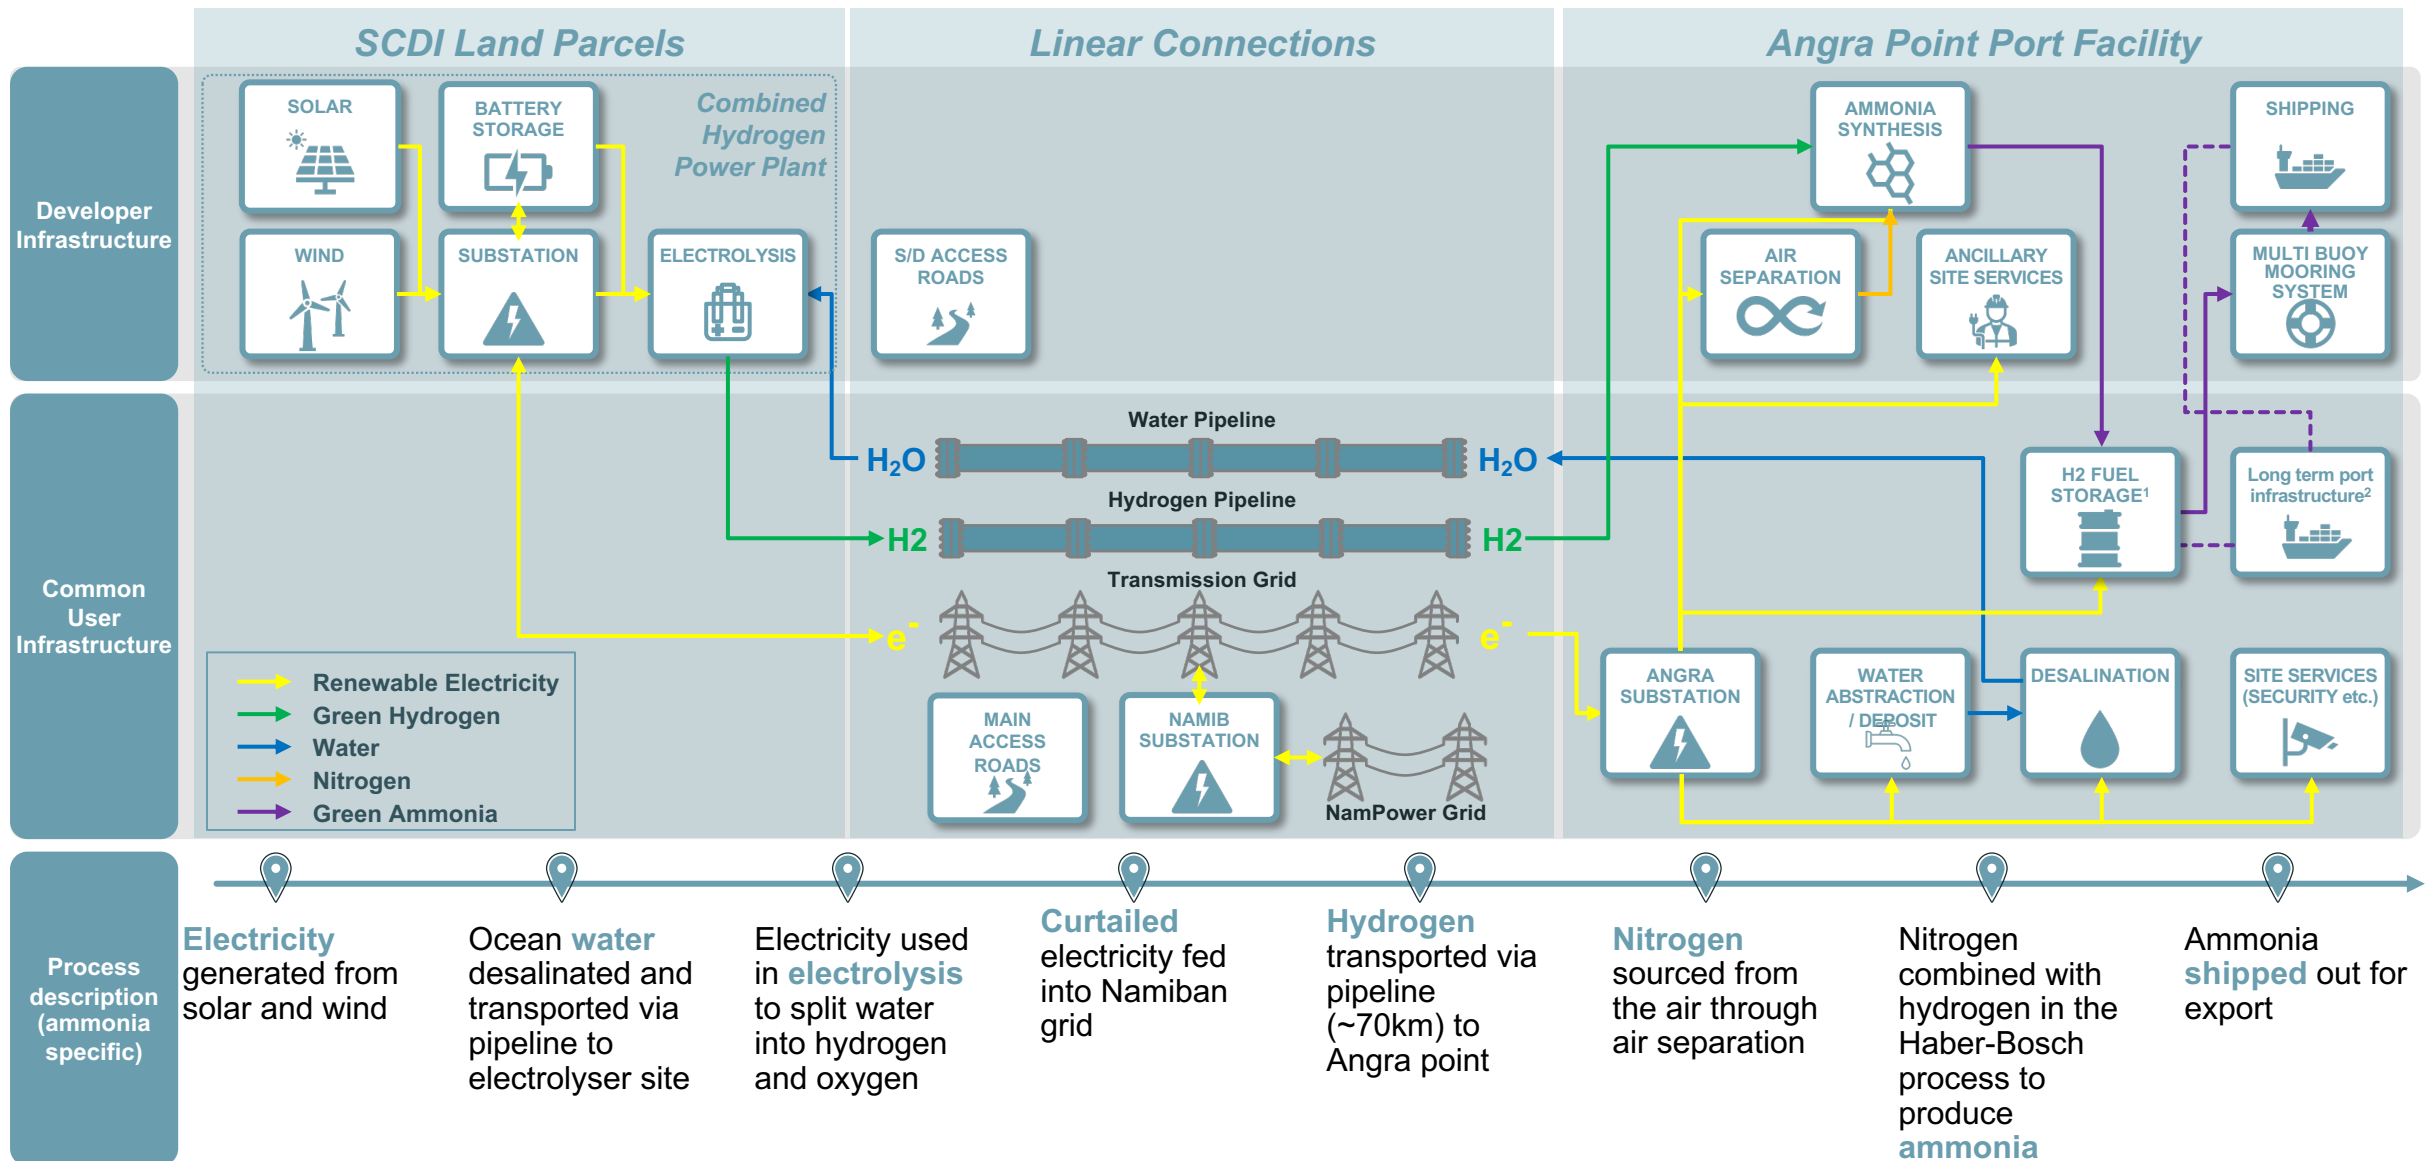 SCDI Land Parcels
Linear Connections
Angra Point Port Facility
Developer
Infrastructure
SOLAR
BATTERY
STORAGE
Combined
Hydrogen
Power Plant
WIND
SUBSTATION
ELECTROLYSIS
S/D ACCESS
ROADS
AMMONIA
SYNTHESIS
SHIPPING
AIR
SEPARATION
ANCILLARY
SITE SERVICES
MULTI BUOY
MOORING
SYSTEM
Common
User
Infrastructure
Water Pipeline
H₂O
H₂O
Hydrogen Pipeline
H2
H2
Transmission Grid
e⁻
e⁻
H2 FUEL
STORAGE¹
Long term port
infrastructure²
Renewable Electricity
Green Hydrogen
Water
Nitrogen
Green Ammonia
MAIN
ACCESS
ROADS
NAMIB
SUBSTATION
NamPower Grid
ANGRA
SUBSTATION
WATER
ABSTRACTION
/ DEPOSIT
DESALINATION
SITE SERVICES
(SECURITY etc.)
Process
description
(ammonia
specific)
Electricity
generated from
solar and wind
Ocean water
desalinated and
transported via
pipeline to
electrolyser site
Electricity used
in electrolysis
to split water
into hydrogen
and oxygen
Curtailed
electricity fed
into Namiban
grid
Hydrogen
transported via
pipeline
(~70km) to
Angra point
Nitrogen
sourced from
the air through
air separation
Nitrogen
combined with
hydrogen in the
Haber-Bosch
process to
produce
ammonia
Ammonia
shipped out for
export